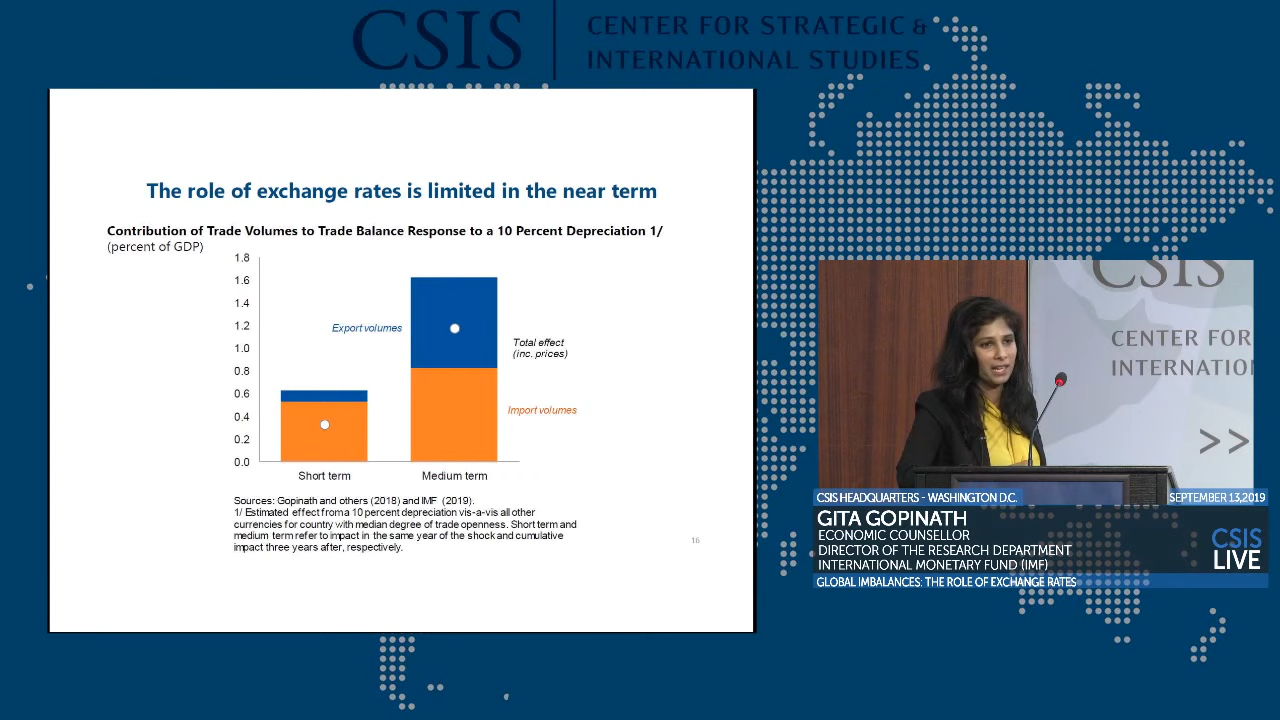 CSIS
CENTER FOR STRATEGIC &
INTERNATIONAL STUDIES
The role of exchange rates is limited in the near term
Contribution of Trade Volumes to Trade Balance Response to a 10 Percent Depreciation 1/
(percent of GDP)
1.8
1.6
1.4
1.2
1.0
0.8
0.6
0.4
0.2
0.0
Export volumes
Total effect
(inc. prices)
Import volumes
Short term
Medium term
Sources: Gopinath and others (2018) and IMF (2019).
1/ Estimated effect from a 10 percent depreciation vis-a-vis all other
currencies for country with median degree of trade openness. Short term and
medium term refer to impact in the same year of the shock and cumulative
impact three years after, respectively.
16
CSIS
CENTER FOR
INTERNATION
>>
CSIS HEADQUARTERS - WASHINGTON D.C.
SEPTEMBER 13,2019
GITA GOPINATH
ECONOMIC COUNSELLOR
DIRECTOR OF THE RESEARCH DEPARTMENT
INTERNATIONAL MONETARY FUND (IMF)
CSIS
LIVE
GLOBAL IMBALANCES: THE ROLE OF EXCHANGE RATES